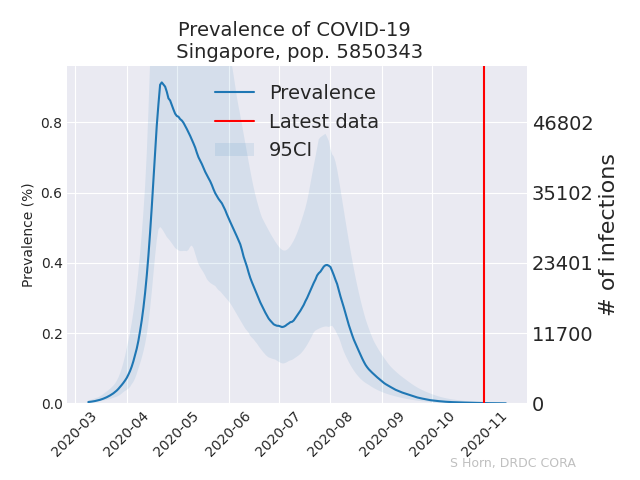 Prevalence of COVID-19
Singapore, pop. 5850343
Prevalence
Latest data
95CI
Prevalence (%)
0.8
0.6
0.4
0.2
0.0
46802
35102
23401
11700
0
# of infections
2020-03
2020-04
2020-05
2020-06
2020-07
2020-08
2020-09
2020-10
2020-11
S Horn, DRDC CORA